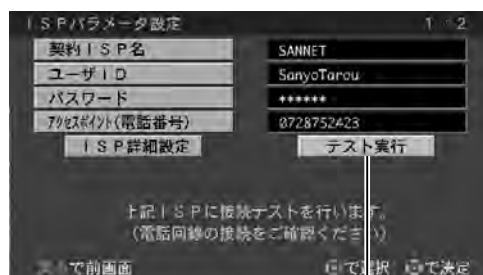 ISPパラメータ設定 1 2
契約ISP名 SANNET
ユーザID SanyoTarou
パスワード ******
アクセスポイント(電話番号) 0728752423
ISP詳細設定 テスト実行
上記ISPに接続テストを行います。
(電話回線の接続をご確認ください)
で前画面 で選択 で決定